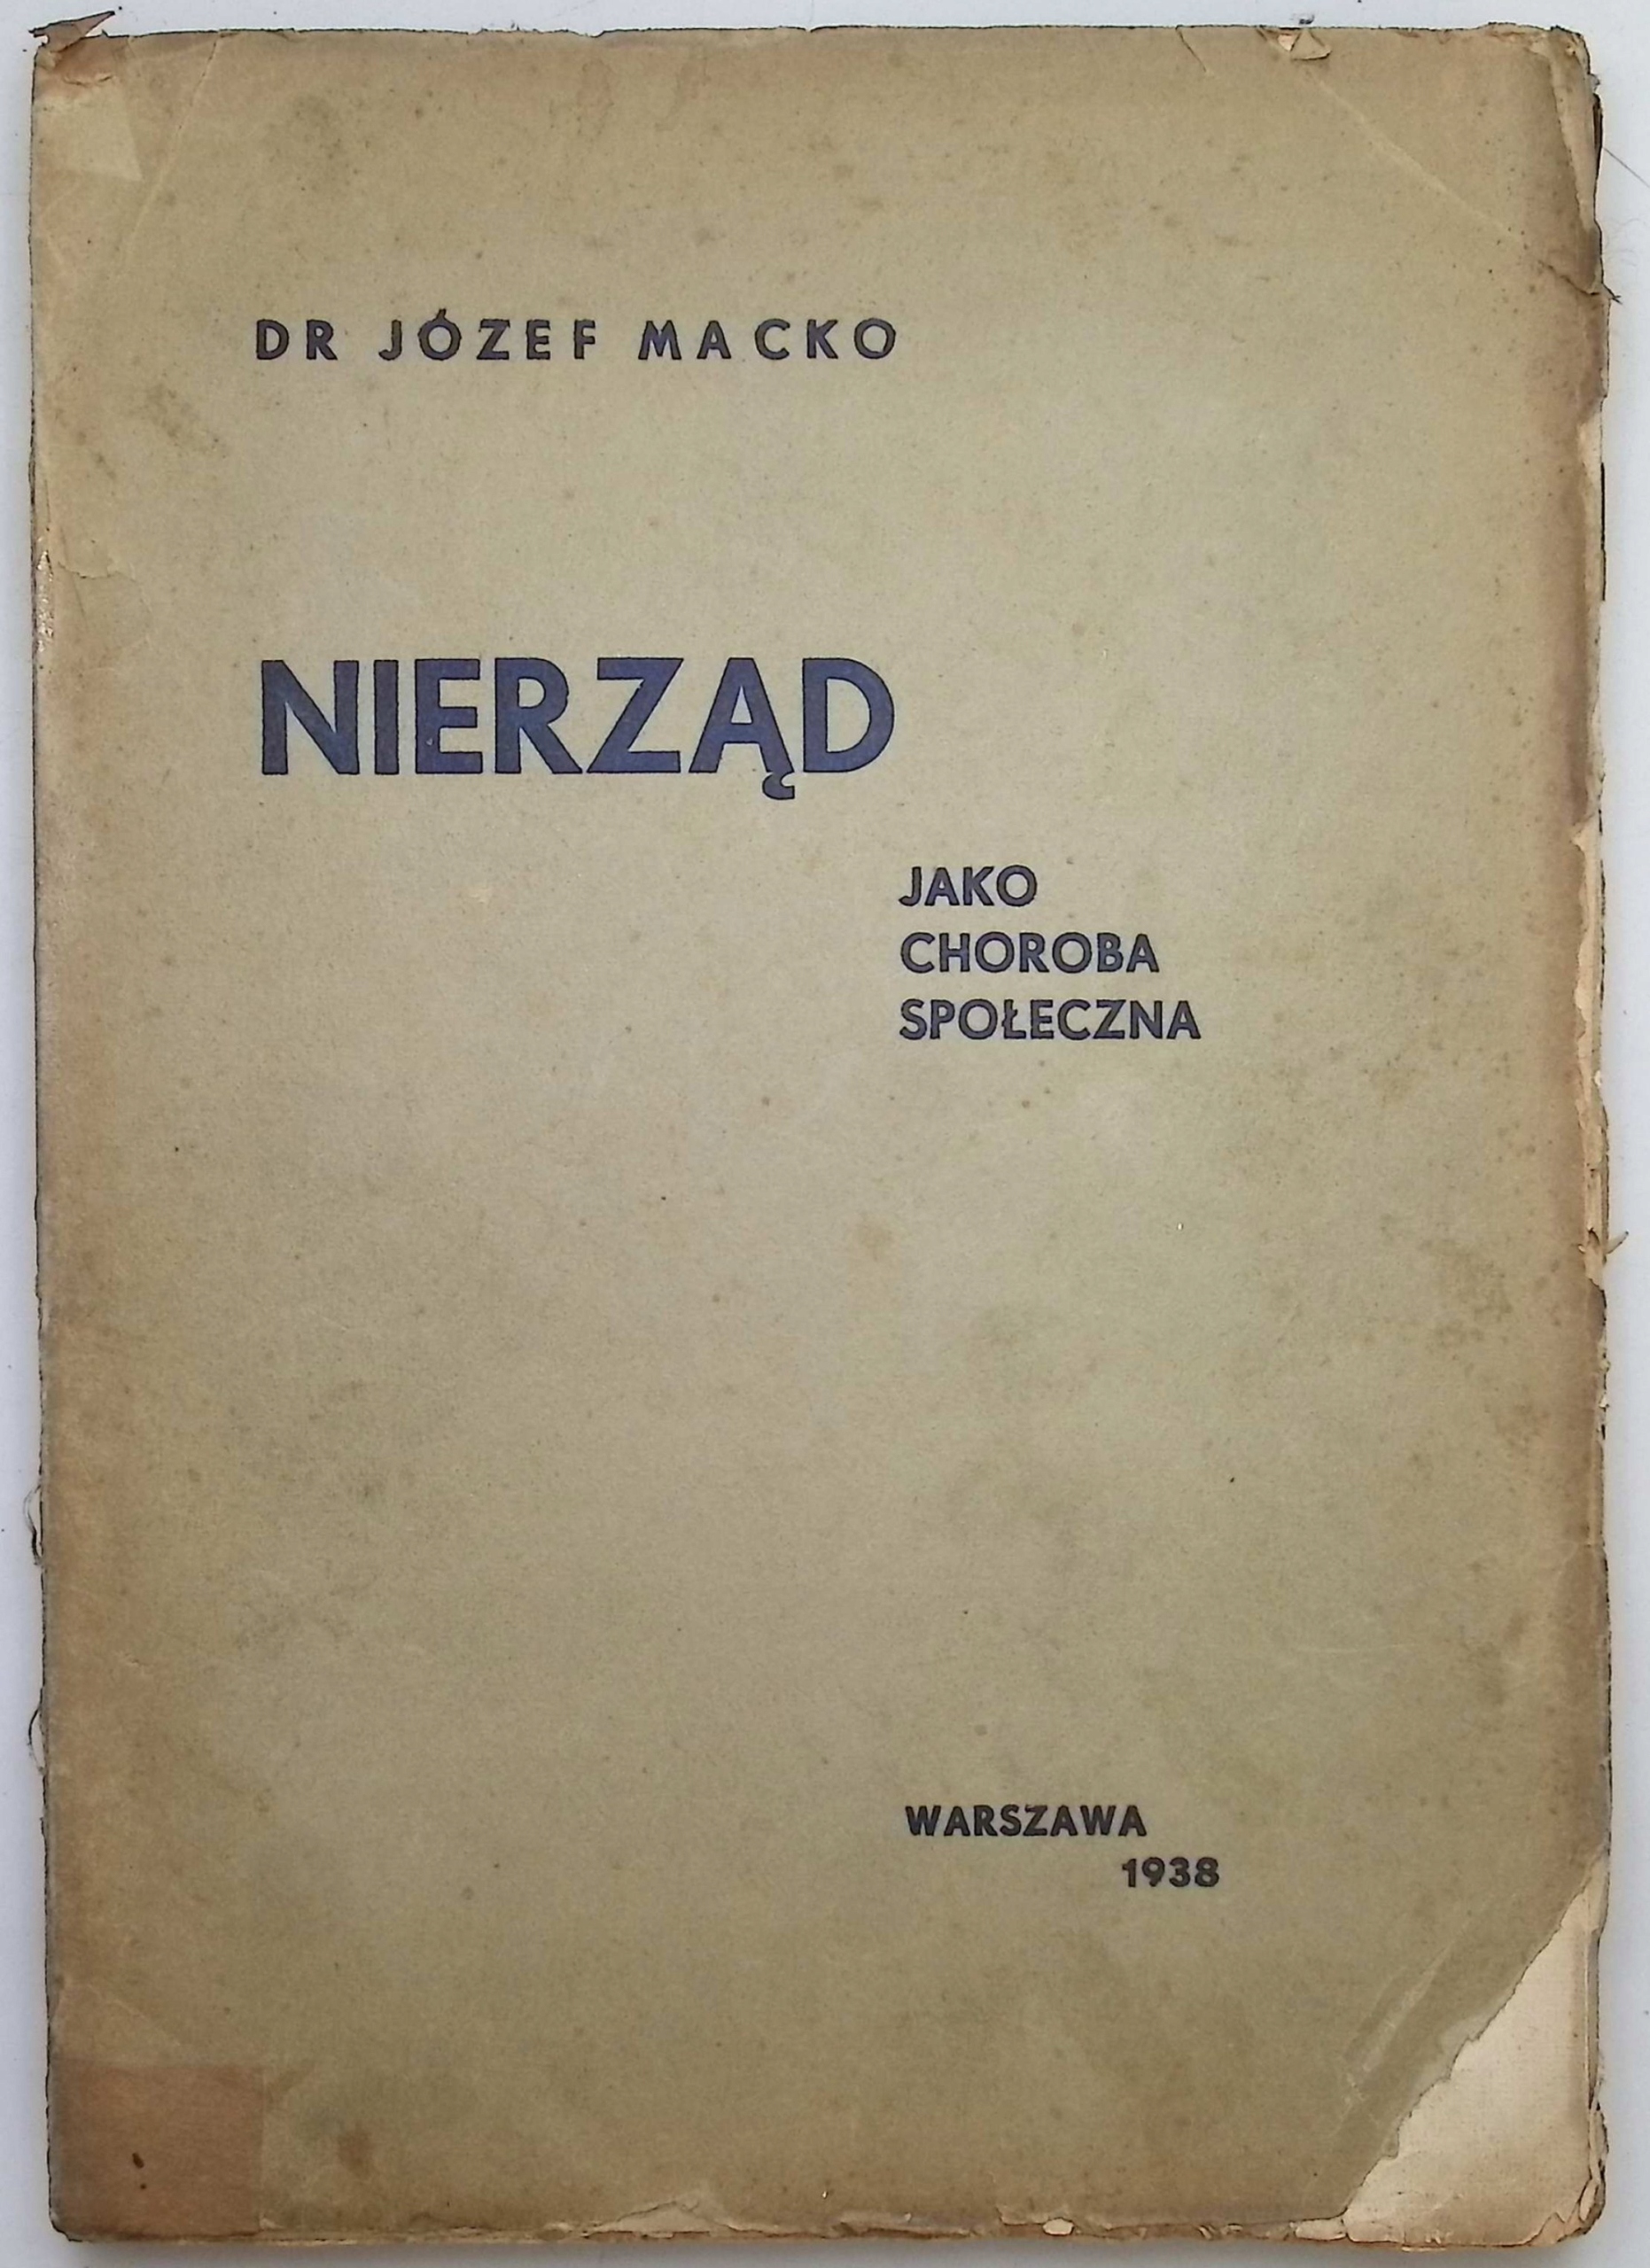 DR JÓZEF MACKO
NIERZĄD
JAKO
CHOROBA
SPOŁECZNA
WARSZAWA
1938